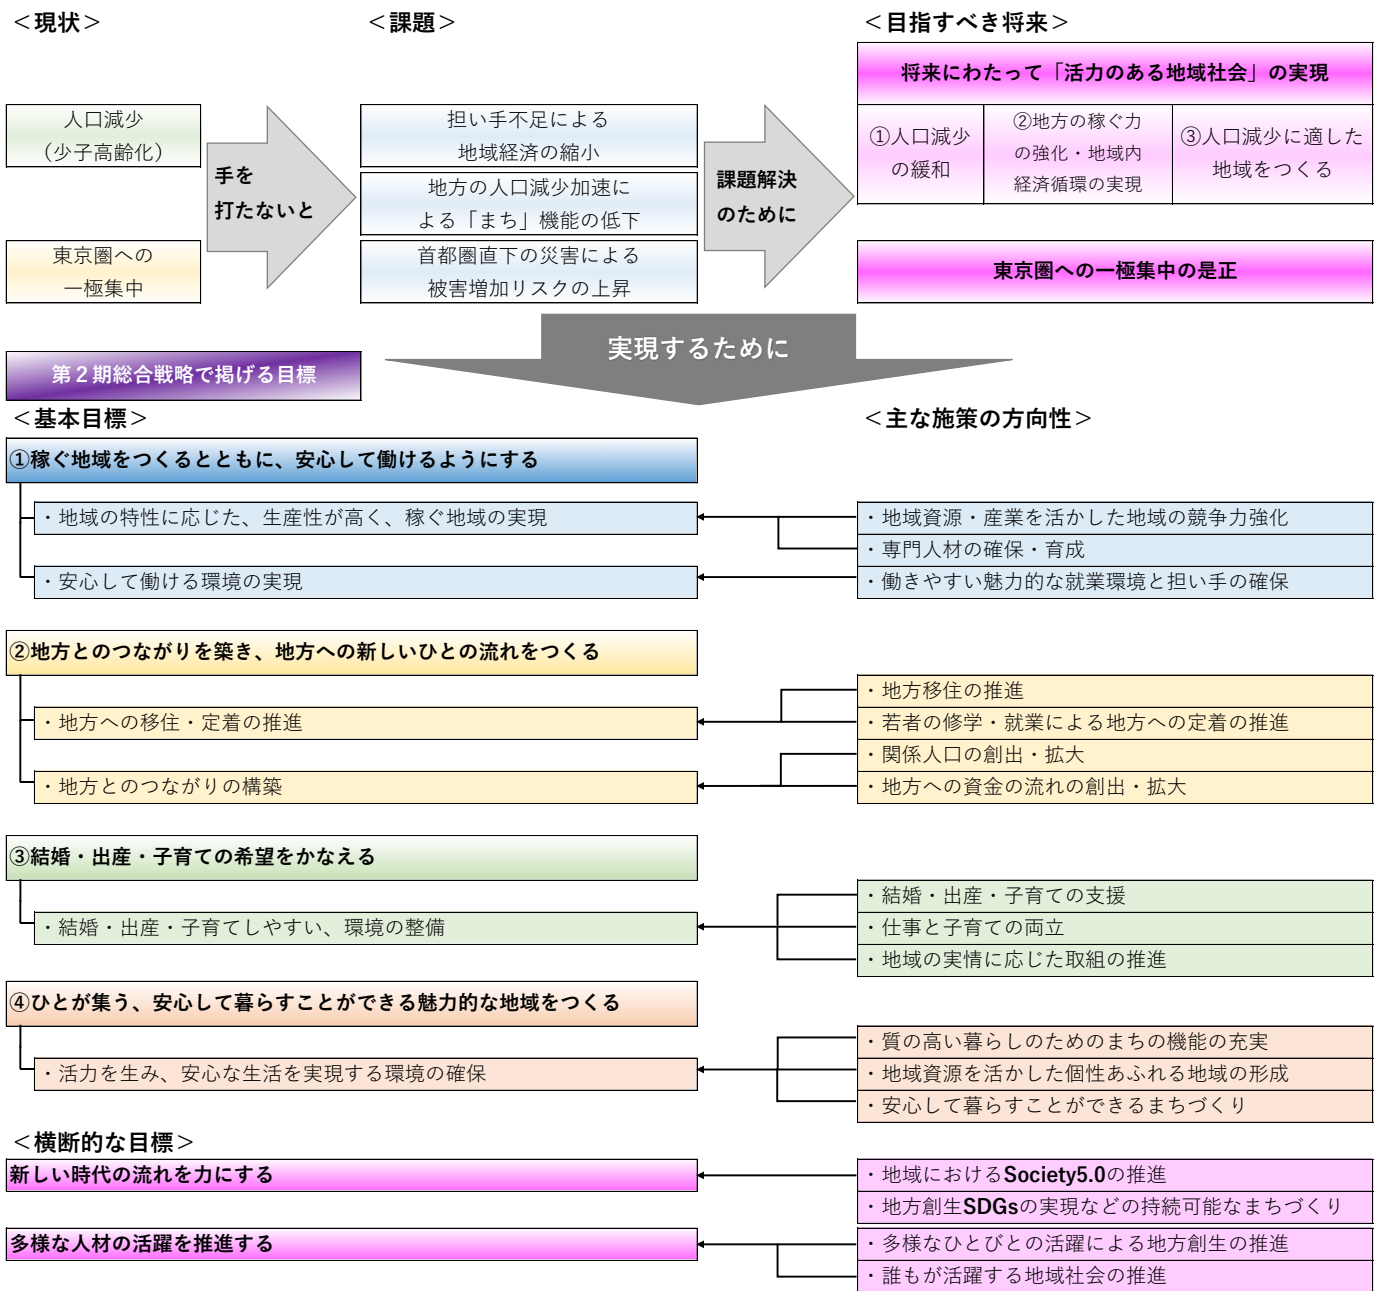 ＜現状＞
＜課題＞
＜目指すべき将来＞
将来にわたって「活力のある地域社会」の実現
人口減少
（少子高齢化）
手を
打たないと
担い手不足による
地域経済の縮小
地方の人口減少加速に
よる「まち」機能の低下
首都圏直下の災害による
被害増加リスクの上昇
課題解決
のために
①人口減少
の緩和
②地方の稼ぐ力
の強化・地域内
経済循環の実現
③人口減少に適した
地域をつくる
東京圏への
一極集中
東京圏への一極集中の是正
実現するために
第２期総合戦略で掲げる目標
＜基本目標＞
＜主な施策の方向性＞
①稼ぐ地域をつくるとともに、安心して働けるようにする
・地域の特性に応じた、生産性が高く、稼ぐ地域の実現
・地域資源・産業を活かした地域の競争力強化
・専門人材の確保・育成
・安心して働ける環境の実現
・働きやすい魅力的な就業環境と担い手の確保
②地方とのつながりを築き、地方への新しいひとの流れをつくる
・地方移住の推進
・地方への移住・定着の推進
・若者の修学・就業による地方への定着の推進
・関係人口の創出・拡大
・地方とのつながりの構築
・地方への資金の流れの創出・拡大
③結婚・出産・子育ての希望をかなえる
・結婚・出産・子育ての支援
・結婚・出産・子育てしやすい、環境の整備
・仕事と子育ての両立
・地域の実情に応じた取組の推進
④ひとが集う、安心して暮らすことができる魅力的な地域をつくる
・質の高い暮らしのためのまちの機能の充実
・活力を生み、安心な生活を実現する環境の確保
・地域資源を活かした個性あふれる地域の形成
・安心して暮らすことができるまちづくり
＜横断的な目標＞
新しい時代の流れを力にする
・地域におけるSociety5.0の推進
・地方創生SDGsの実現などの持続可能なまちづくり
多様な人材の活躍を推進する
・多様なひとびとの活躍による地方創生の推進
・誰もが活躍する地域社会の推進